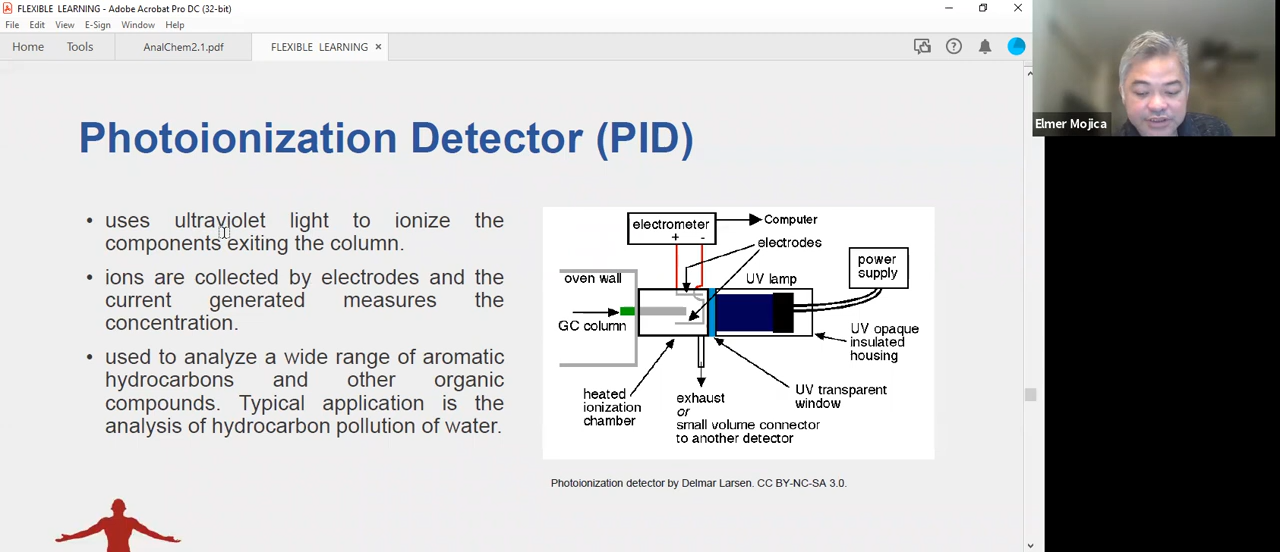 FLEXIBLE LEARNING - Adobe Acrobat Pro DC (32-bit)
File Edit View E-Sign Window Help
Home Tools AnalChem2.1.pdf FLEXIBLE LEARNING ×
Elmer Mojica
Photoionization Detector (PID)
• uses ultraviolet light to ionize the
components exiting the column.
• ions are collected by electrodes and the
current generated measures the
concentration.
• used to analyze a wide range of aromatic
hydrocarbons and other organic
compounds. Typical application is the
analysis of hydrocarbon pollution of water.
electrometer
+ -
Computer
electrodes
power
supply
oven wall
UV lamp
GC column
UV opaque
insulated
housing
heated
ionization
chamber
exhaust
or
small volume connector
to another detector
UV transparent
window
Photoionization detector by Delmar Larsen. CC BY-NC-SA 3.0.